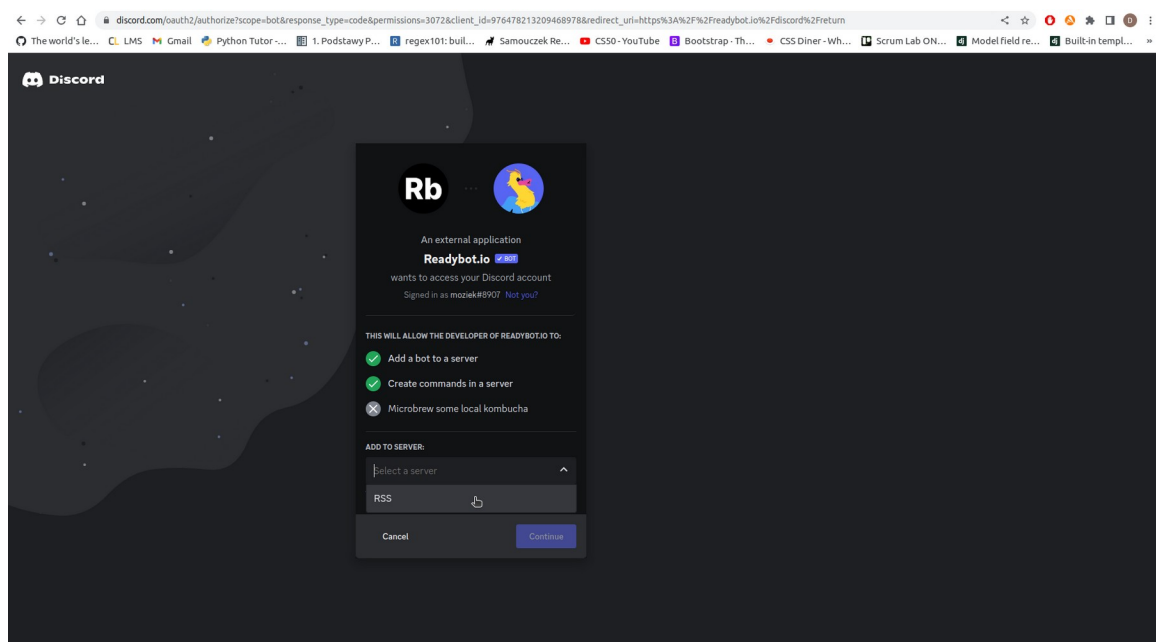 discord.com/oauth2/authorize?scope=bot&response_type=code&permissions=3072&client_id=976478213209468978&redirect_uri=https%3A%2F%2Freadybot.io%2Fdiscord%2Freturn
The world's le... CL LMS Gmail Python Tutor -... 1. Podstawy P... R regex101: buil... Samouczek Re... CS50 - YouTube B Bootstrap · Th... CSS Diner - Wh... Scrum Lab ON... dj Model field re... dj Built-in templ... »
Discord
Rb
An external application
Readybot.io ✓ BOT
wants to access your Discord account
Signed in as moziek#8907 Not you?
THIS WILL ALLOW THE DEVELOPER OF READYBOT.IO TO:
Add a bot to a server
Create commands in a server
Microbrew some local kombucha
ADD TO SERVER:
Select a server
RSS
Cancel Continue